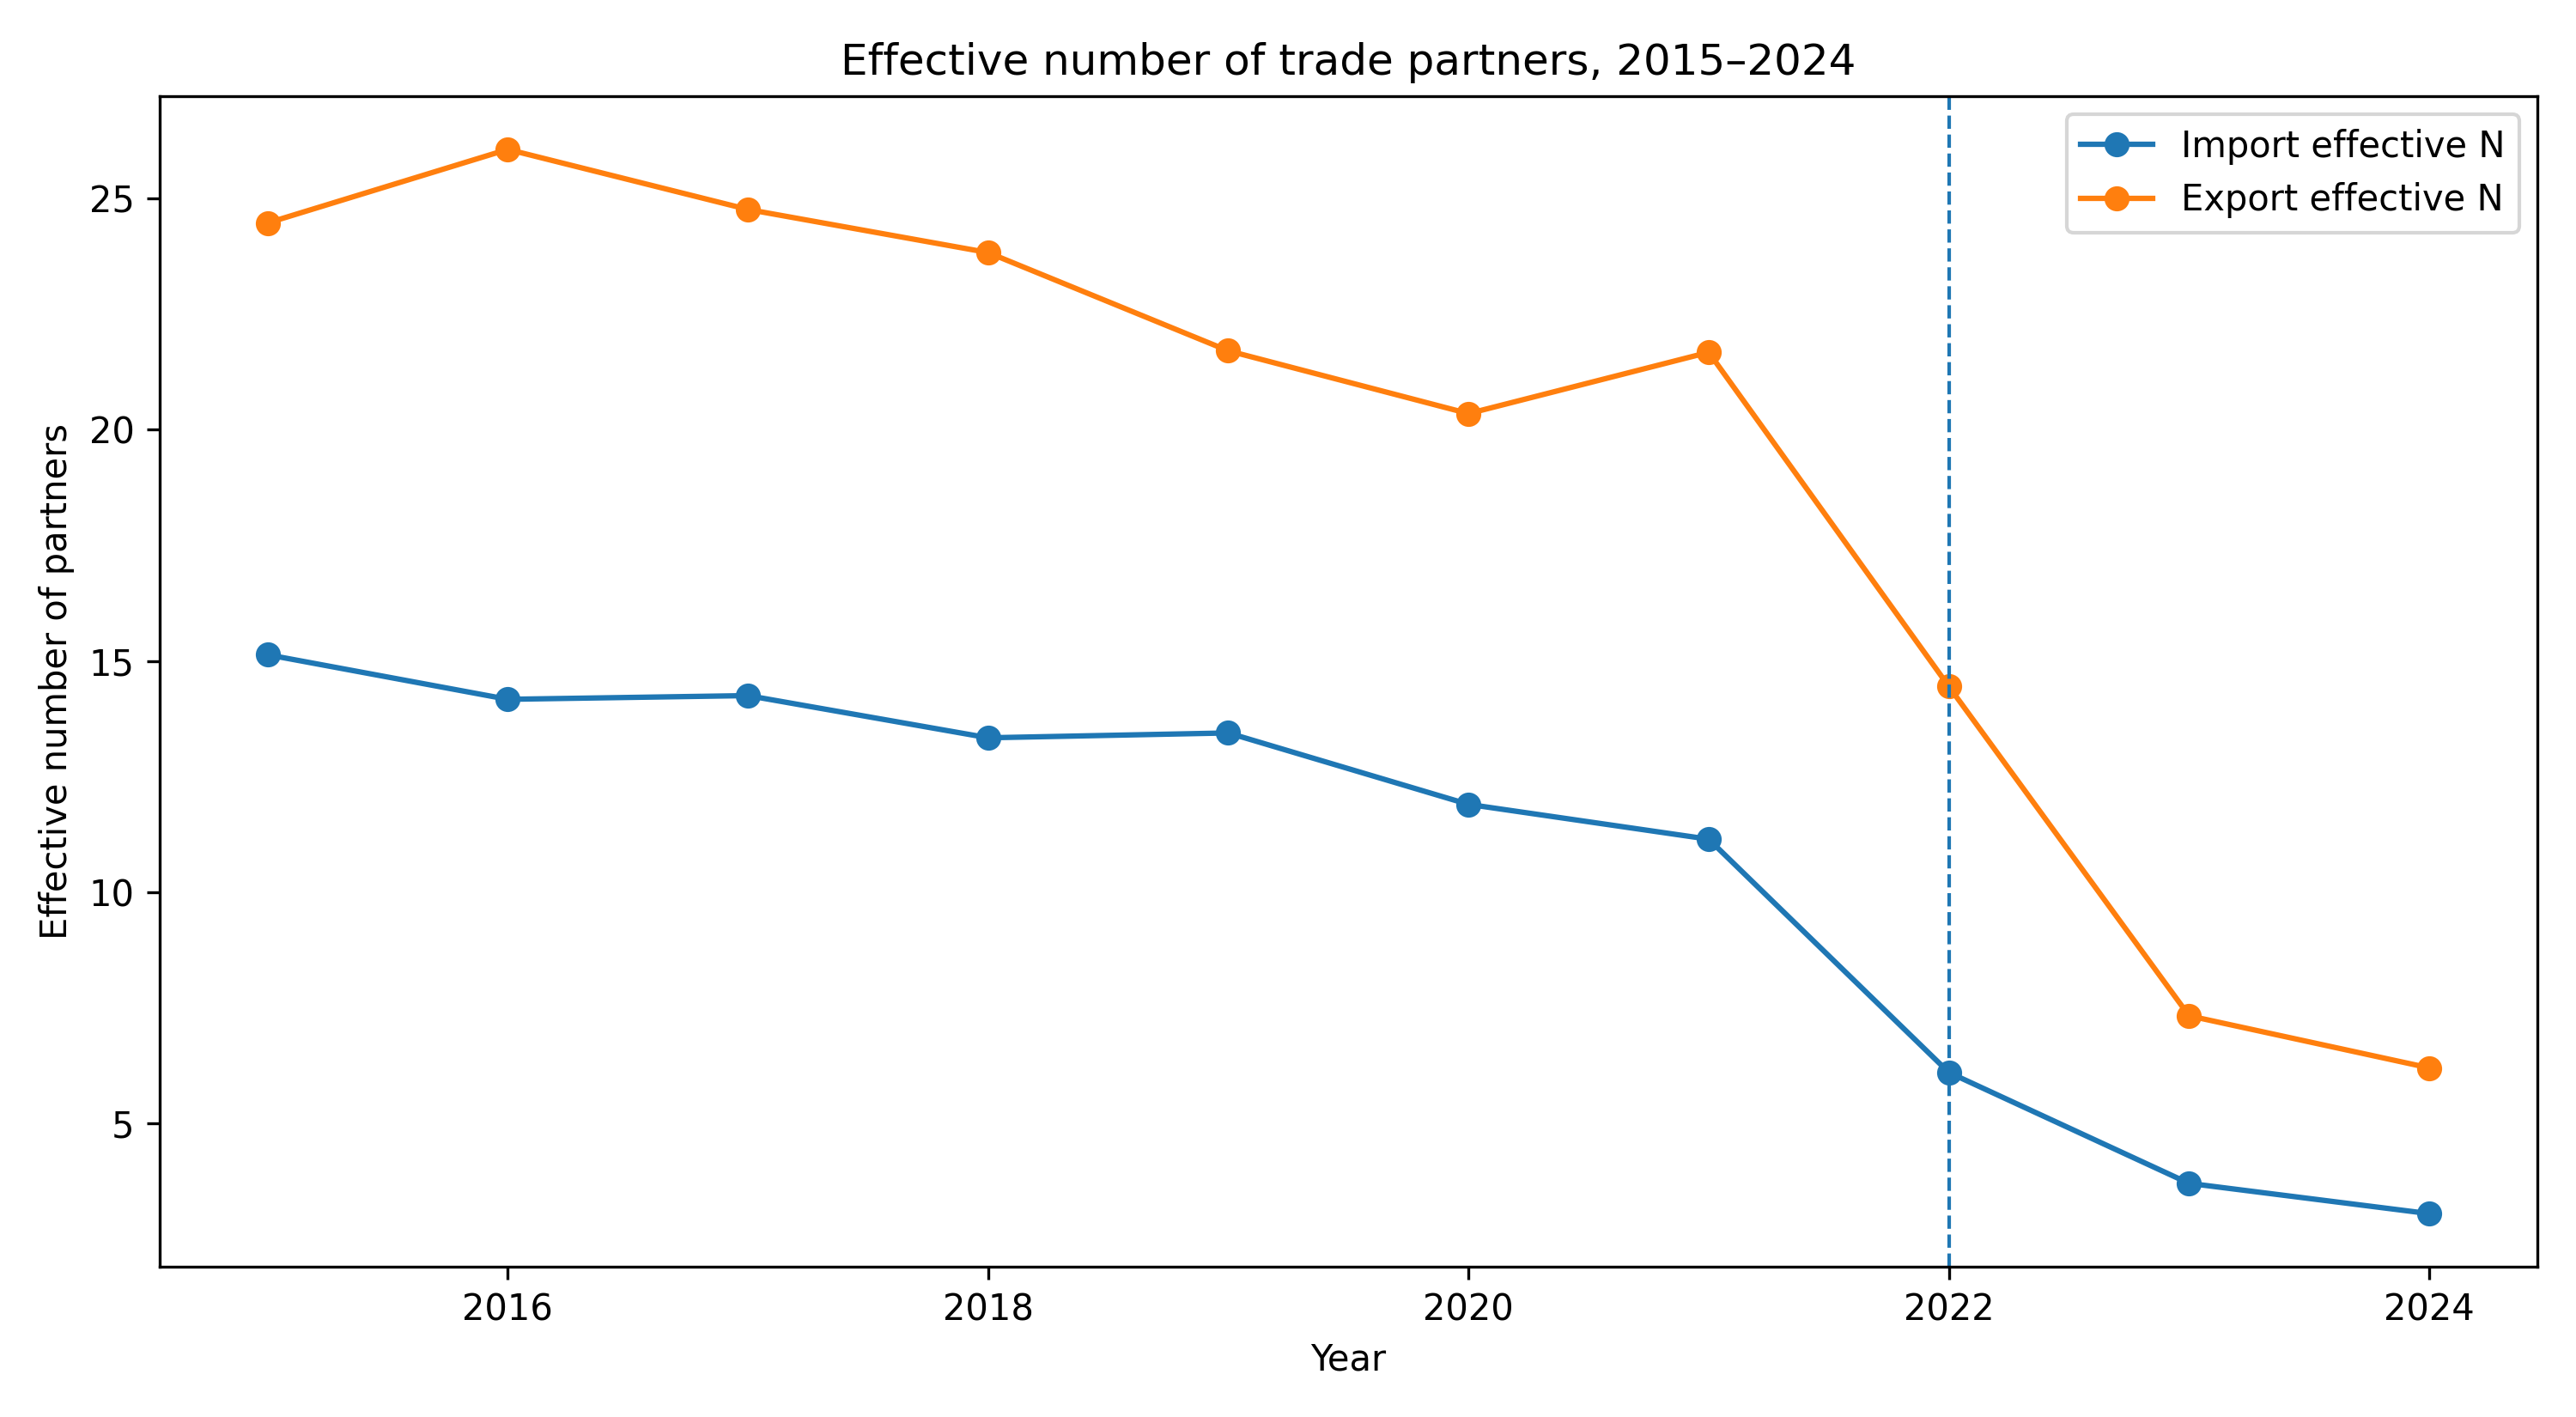 Effective number of trade partners, 2015–2024
Import effective N
Export effective N
Effective number of partners
25
20
15
10
5
2016 2018 2020 2022 2024
Year